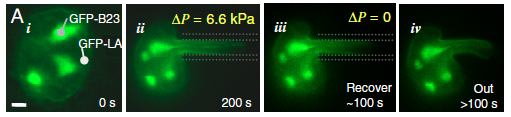 A
i
GFP-B23
GFP-LA
0 s
ii
ΔP = 6.6 kPa
200 s
iii
ΔP = 0
Recover
~100 s
iv
Out
>100 s